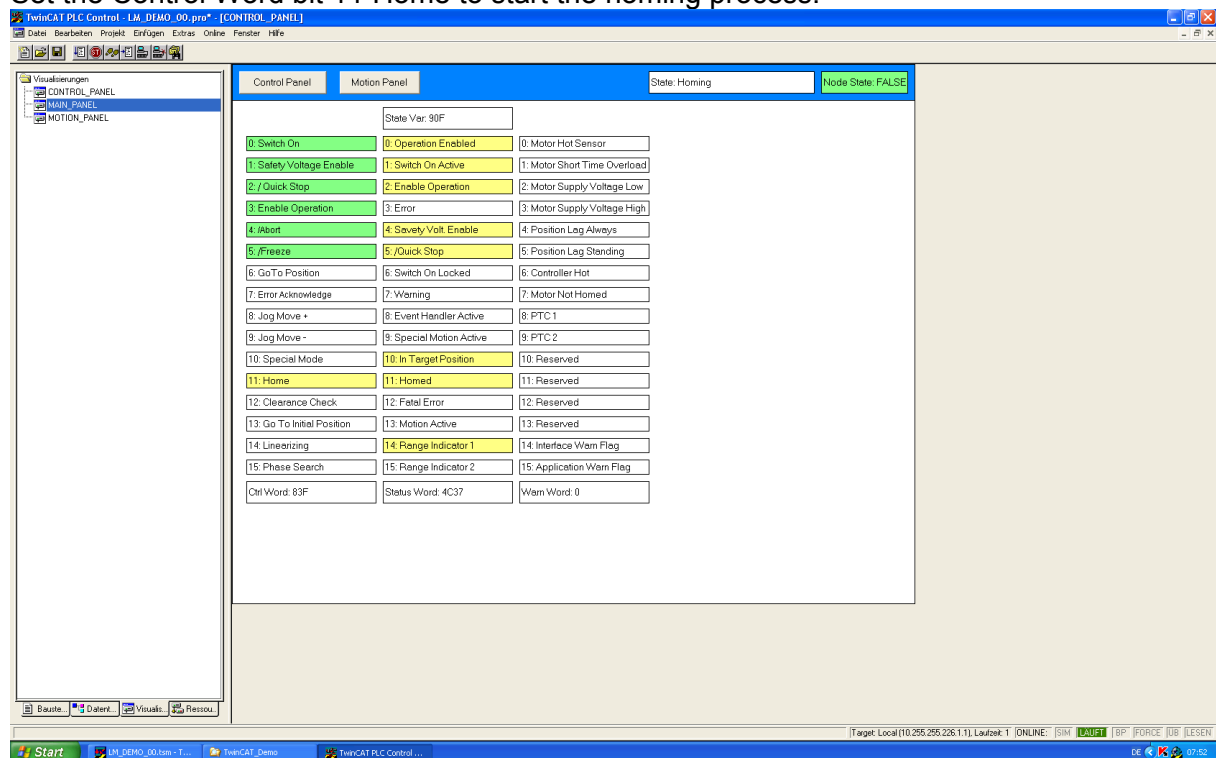 Set the Control Word bit 11 Home to start the homing process.
TwinCAT PLC Control - LM_DEMO_00.pro* - [CONTROL_PANEL]
Datei Bearbeiten Projekt Einfügen Extras Online Fenster Hilfe
Visualisierungen
CONTROL_PANEL
MAIN_PANEL
MOTION_PANEL
Control Panel Motion Panel State: Homing Node State: FALSE
State Var: 90F
0: Switch On 0: Operation Enabled 0: Motor Hot Sensor
1: Safety Voltage Enable 1: Switch On Active 1: Motor Short Time Overload
2: / Quick Stop 2: Enable Operation 2: Motor Supply Voltage Low
3: Enable Operation 3: Error 3: Motor Supply Voltage High
4: /Abort 4: Savety Volt. Enable 4: Position Lag Always
5: /Freeze 5: /Quick Stop 5: Position Lag Standing
6: GoTo Position 6: Switch On Locked 6: Controller Hot
7: Error Acknowledge 7: Warning 7: Motor Not Homed
8: Jog Move + 8: Event Handler Active 8: PTC 1
9: Jog Move - 9: Special Motion Active 9: PTC 2
10: Special Mode 10: In Target Position 10: Reserved
11: Home 11: Homed 11: Reserved
12: Clearance Check 12: Fatal Error 12: Reserved
13: Go To Initial Position 13: Motion Active 13: Reserved
14: Linearizing 14: Range Indicator 1 14: Interface Warn Flag
15: Phase Search 15: Range Indicator 2 15: Application Warn Flag
Ctrl Word: 83F Status Word: 4C37 Warn Word: 0
Bauste... Datent... Visualis... Ressou...
Target: Local (10.255.255.226.1.1), Laufzeit: 1 ONLINE: SIM LÄUFT BP FORCE ÜB LESEN
Start LM_DEMO_00.tsm - T... TwinCAT_Demo TwinCAT PLC Control ... DE 07:52